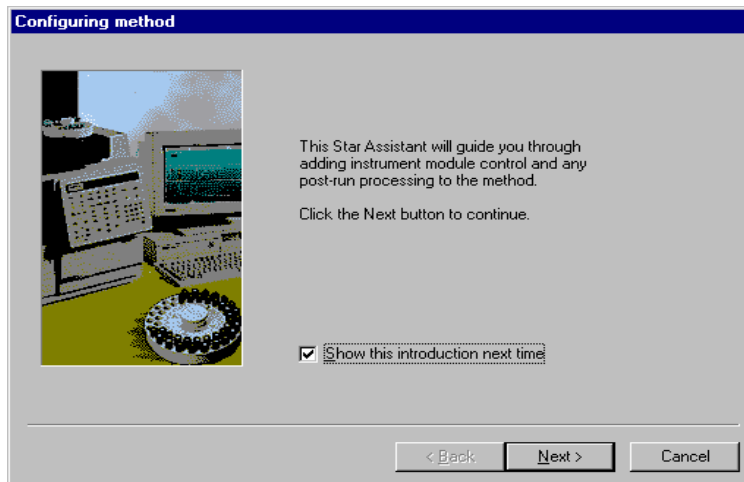 Configuring method
This Star Assistant will guide you through
adding instrument module control and any
post-run processing to the method.
Click the Next button to continue.
Show this introduction next time
< Back
Next >
Cancel